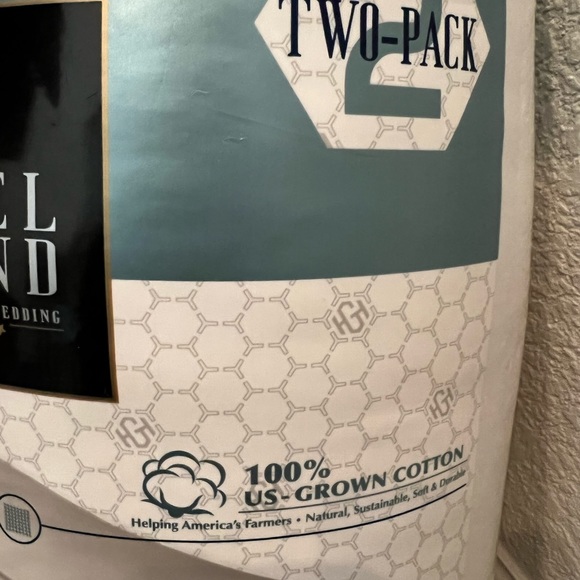 TWO-PACK
2
EL
ND
EDDING
100%
US-GROWN COTTON
Helping America's Farmers • Natural, Sustainable, Soft & Durable